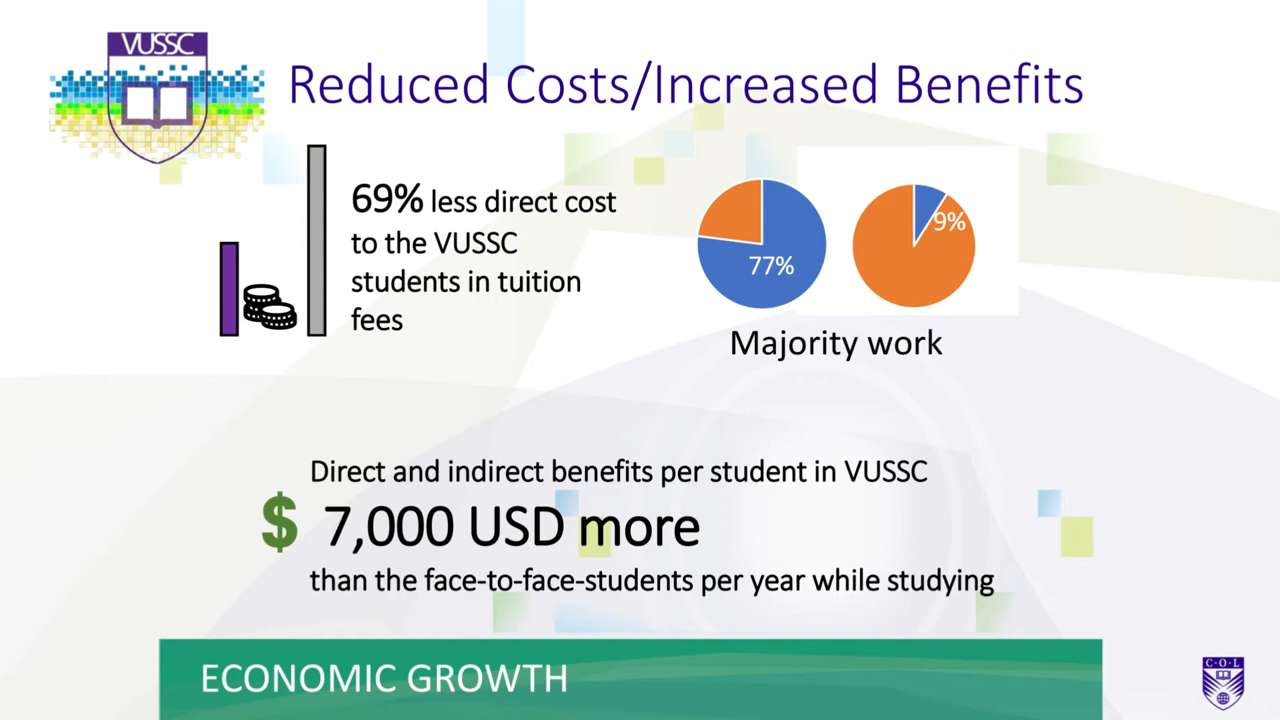 VUSSC
Reduced Costs/Increased Benefits
69% less direct cost
to the VUSSC
students in tuition
fees
77%
9%
Majority work
Direct and indirect benefits per student in VUSSC
$ 7,000 USD more
than the face-to-face-students per year while studying
ECONOMIC GROWTH
C·O·L